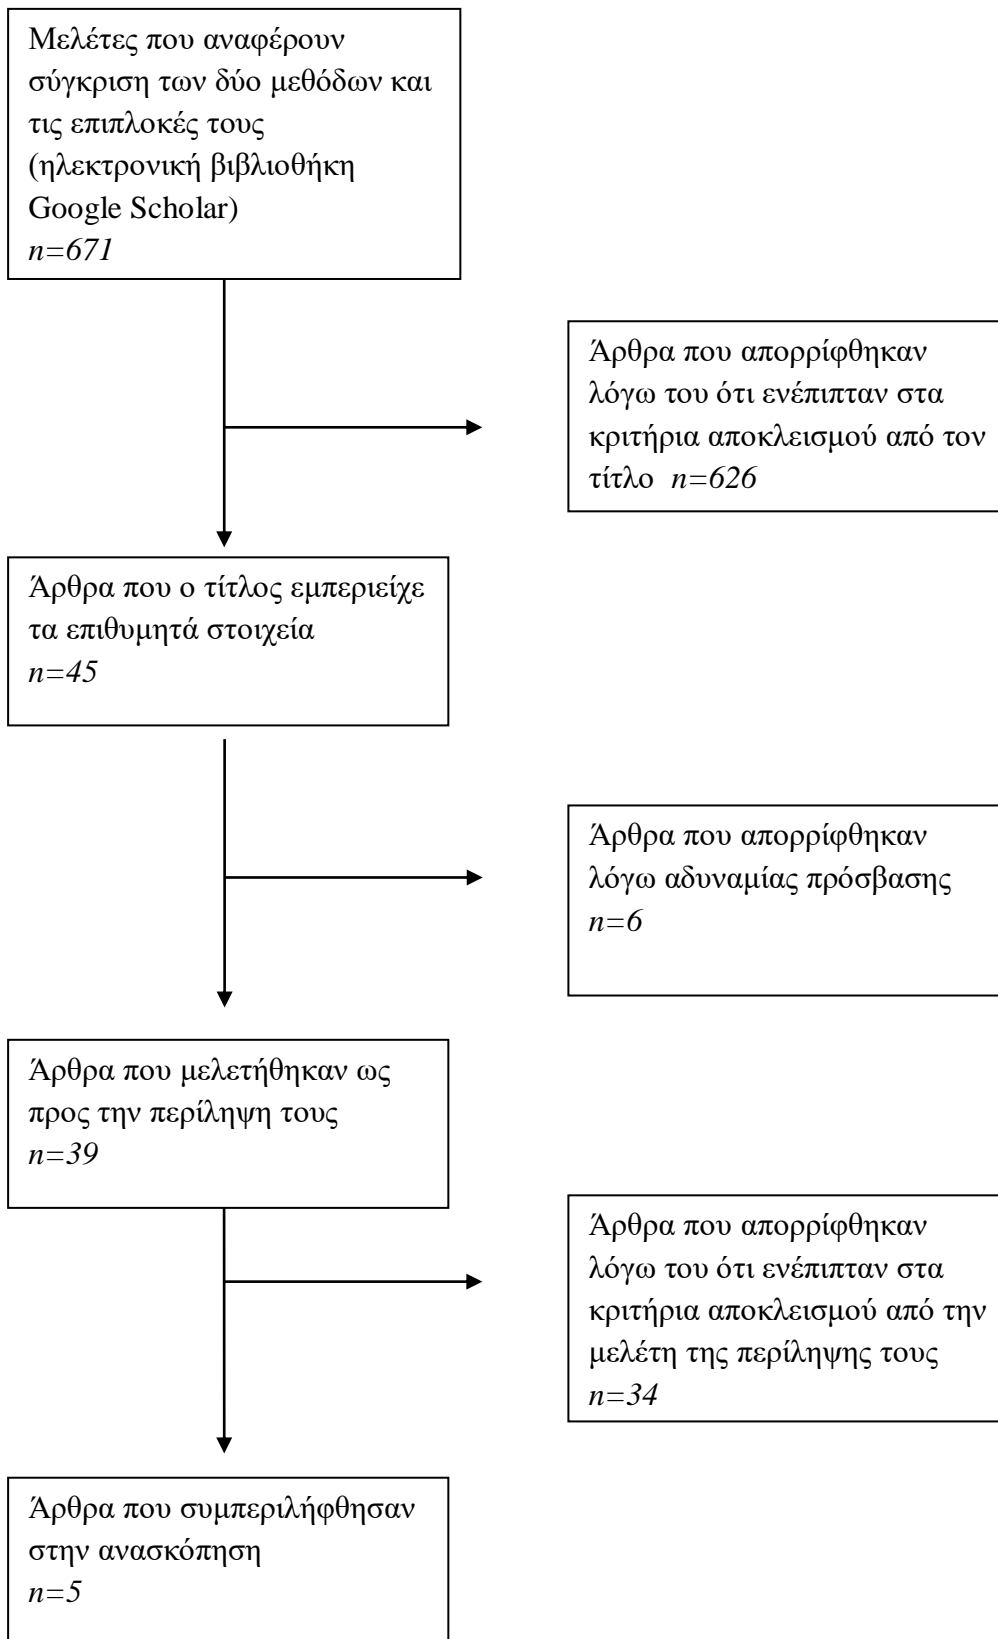 Μελέτες που αναφέρουν
σύγκριση των δύο μεθόδων και
τις επιπλοκές τους
(ηλεκτρονική βιβλιοθήκη
Google Scholar)
n=671
Άρθρα που απορρίφθηκαν
λόγω του ότι ενέπιπταν στα
κριτήρια αποκλεισμού από τον
τίτλο n=626
Άρθρα που ο τίτλος εμπεριείχε
τα επιθυμητά στοιχεία
n=45
Άρθρα που απορρίφθηκαν
λόγω αδυναμίας πρόσβασης
n=6
Άρθρα που μελετήθηκαν ως
προς την περίληψη τους
n=39
Άρθρα που απορρίφθηκαν
λόγω του ότι ενέπιπταν στα
κριτήρια αποκλεισμού από την
μελέτη της περίληψης τους
n=34
Άρθρα που συμπεριλήφθησαν
στην ανασκόπηση
n=5